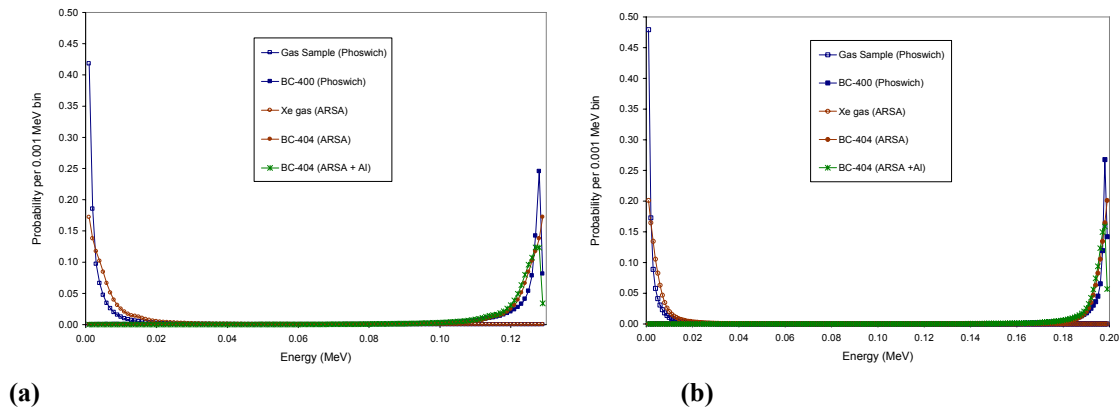 0.50
0.45
0.40
0.35
0.30
0.25
0.20
0.15
0.10
0.05
0.00
Probability per 0.001 MeV bin
Gas Sample (Phoswich)
BC-400 (Phoswich)
Xe gas (ARSA)
BC-404 (ARSA)
BC-404 (ARSA + Al)
0.00 0.02 0.04 0.06 0.08 0.10 0.12
Energy (MeV)
(a)
0.50
0.45
0.40
0.35
0.30
0.25
0.20
0.15
0.10
0.05
0.00
Probability per 0.001 MeV bin
Gas Sample (Phoswich)
BC-400 (Phoswich)
Xe gas (ARSA)
BC-404 (ARSA)
BC-404 (ARSA +Al)
0.00 0.02 0.04 0.06 0.08 0.10 0.12 0.14 0.16 0.18 0.20
Energy (MeV)
(b)